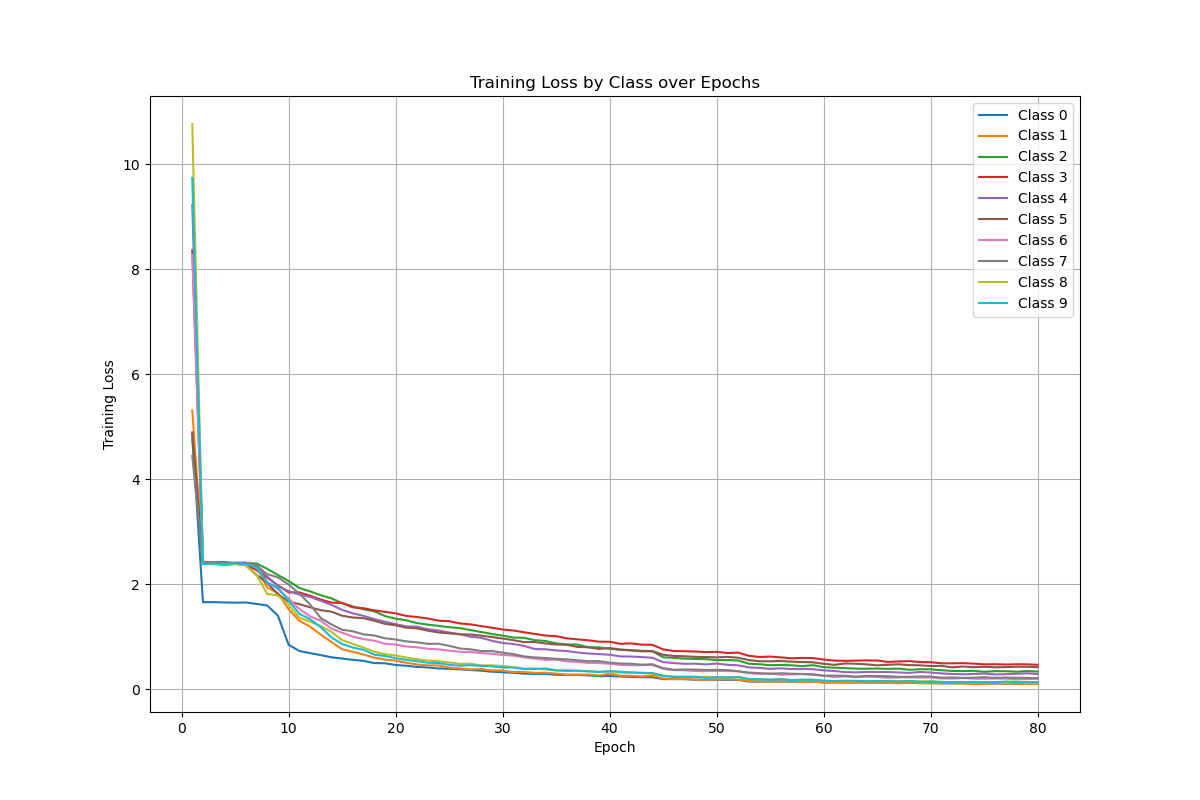 Training Loss by Class over Epochs
Training Loss
10
8
6
4
2
0
0 10 20 30 40 50 60 70 80
Epoch
Class 0
Class 1
Class 2
Class 3
Class 4
Class 5
Class 6
Class 7
Class 8
Class 9